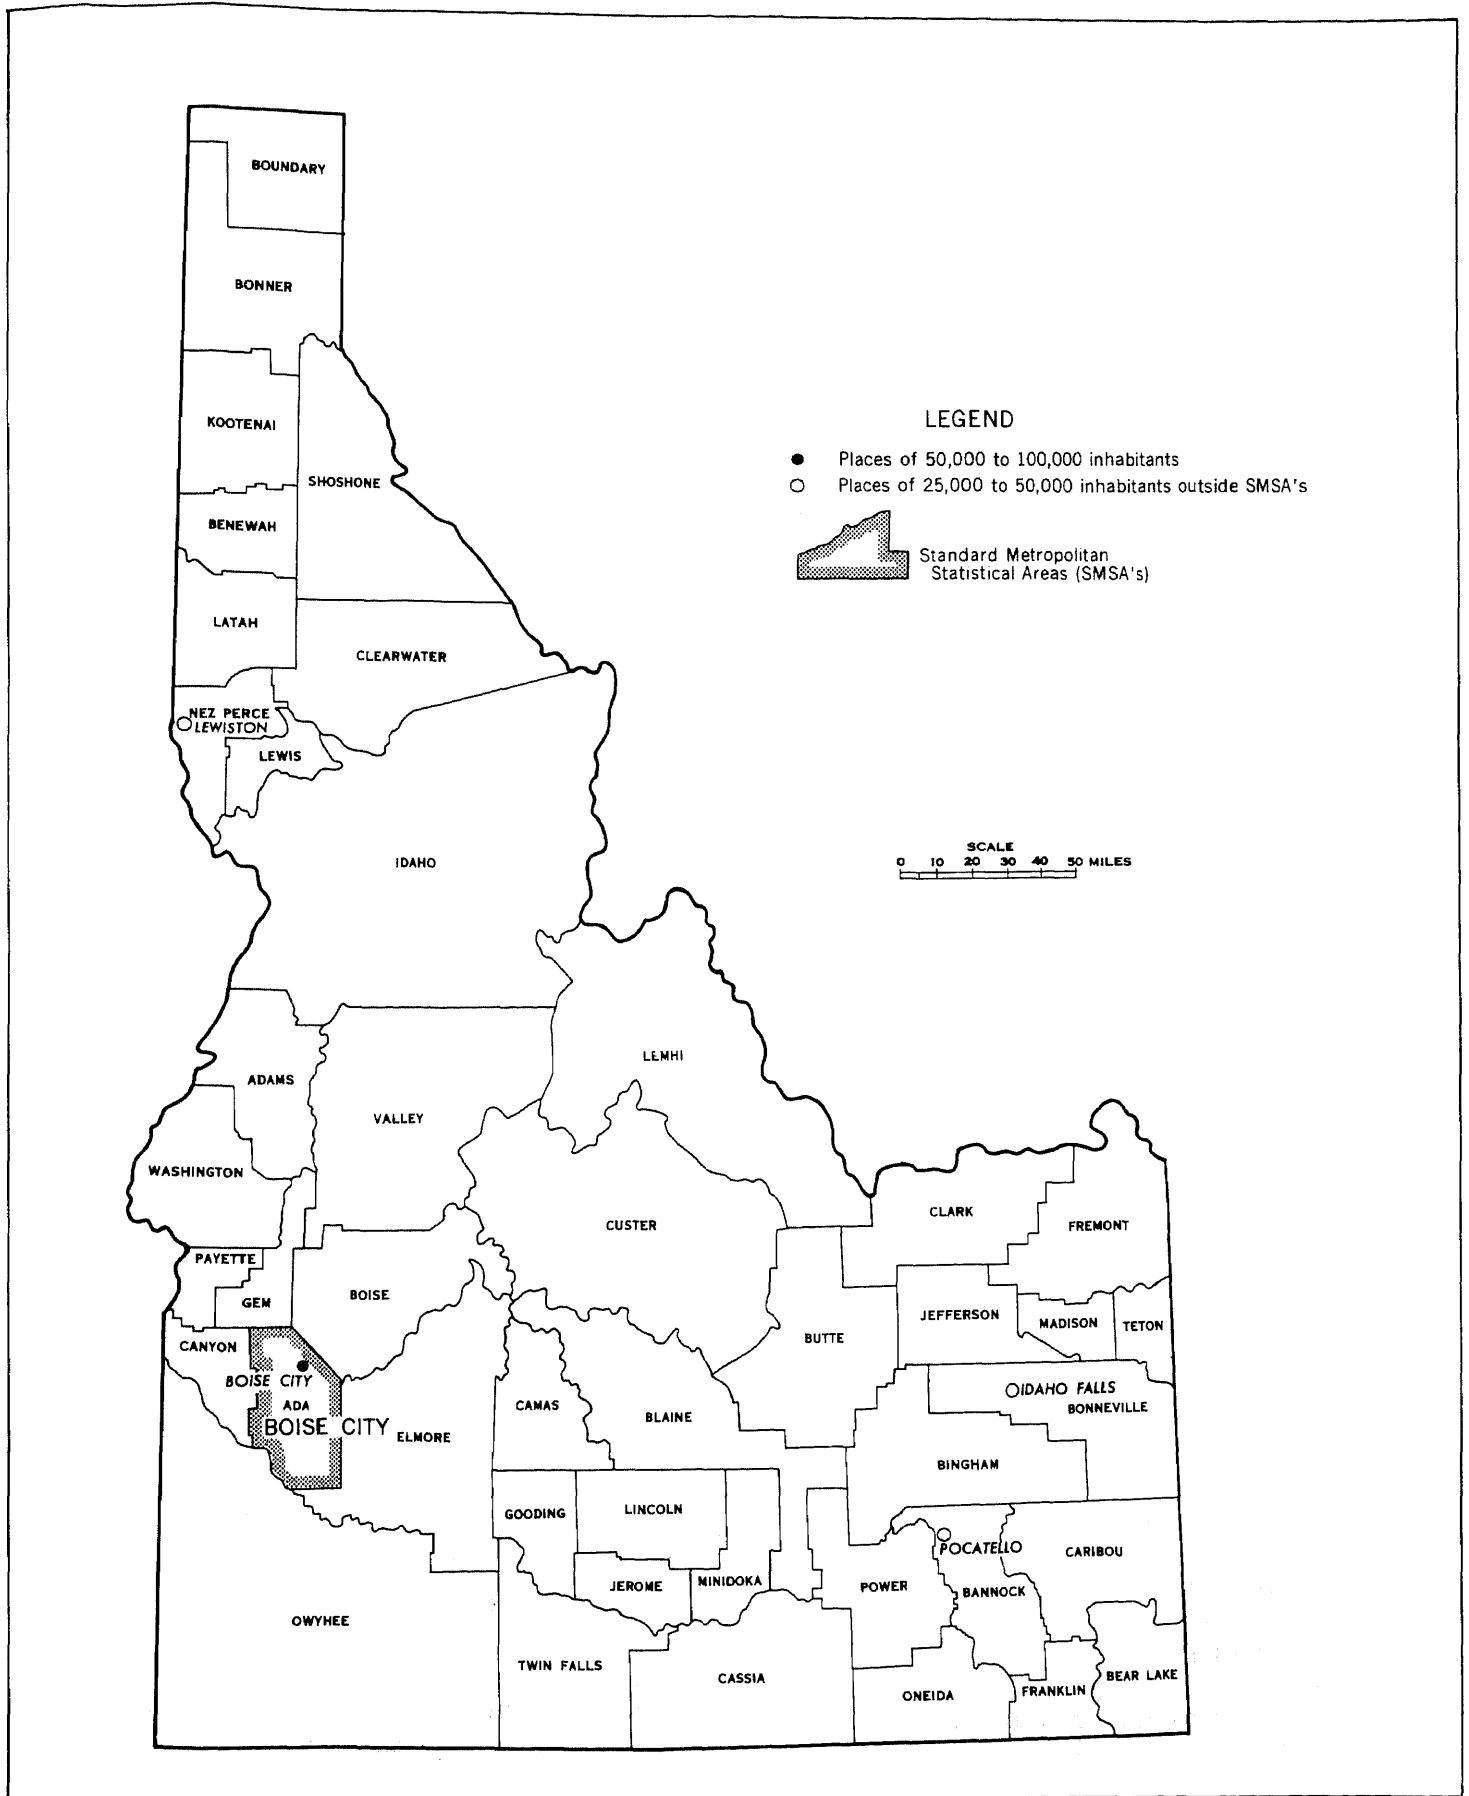 BOUNDARY
BONNER
KOOTENAI
LEGEND
Places of 50,000 to 100,000 inhabitants
SHOSHONE
Places of 25,000 to 50,000 inhabitants outside SMSA's
BENEWAH
Standard Metropolitan
Statistical Areas (SMSA's)
LATAH
CLEARWATER
NEZ PERCE
LEWISTON
LEWIS
SCALE
0 10 20 30 40 50 MILES
IDAHO
LEMHI
ADAMS
VALLEY
WASHINGTON
CLARK
CUSTER
FREMONT
PAYETTE
BOISE
GEM
JEFFERSON
MADISON
TETON
BUTTE
CANYON
BOISE CITY
IDAHO FALLS
ADA
CAMAS
BONNEVILLE
BLAINE
BOISE CITY
ELMORE
BINGHAM
GOODING
LINCOLN
POCATELLO
CARIBOU
JEROME
MINIDOKA
POWER
BANNOCK
OWYHEE
TWIN FALLS
CASSIA
BEAR LAKE
ONEIDA
FRANKLIN